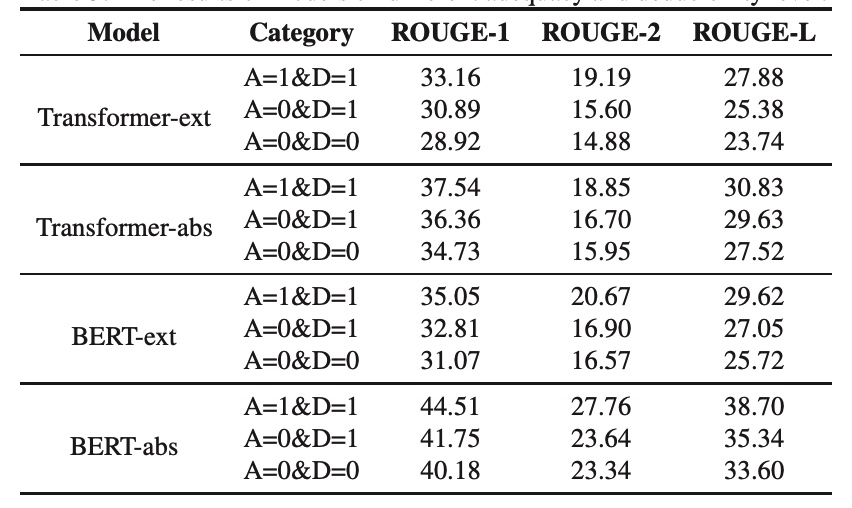 Model Category ROUGE-1 ROUGE-2 ROUGE-L
A=1&D=1 33.16 19.19 27.88
Transformer-ext A=0&D=1 30.89 15.60 25.38
A=0&D=0 28.92 14.88 23.74
A=1&D=1 37.54 18.85 30.83
Transformer-abs A=0&D=1 36.36 16.70 29.63
A=0&D=0 34.73 15.95 27.52
A=1&D=1 35.05 20.67 29.62
BERT-ext A=0&D=1 32.81 16.90 27.05
A=0&D=0 31.07 16.57 25.72
A=1&D=1 44.51 27.76 38.70
BERT-abs A=0&D=1 41.75 23.64 35.34
A=0&D=0 40.18 23.34 33.60